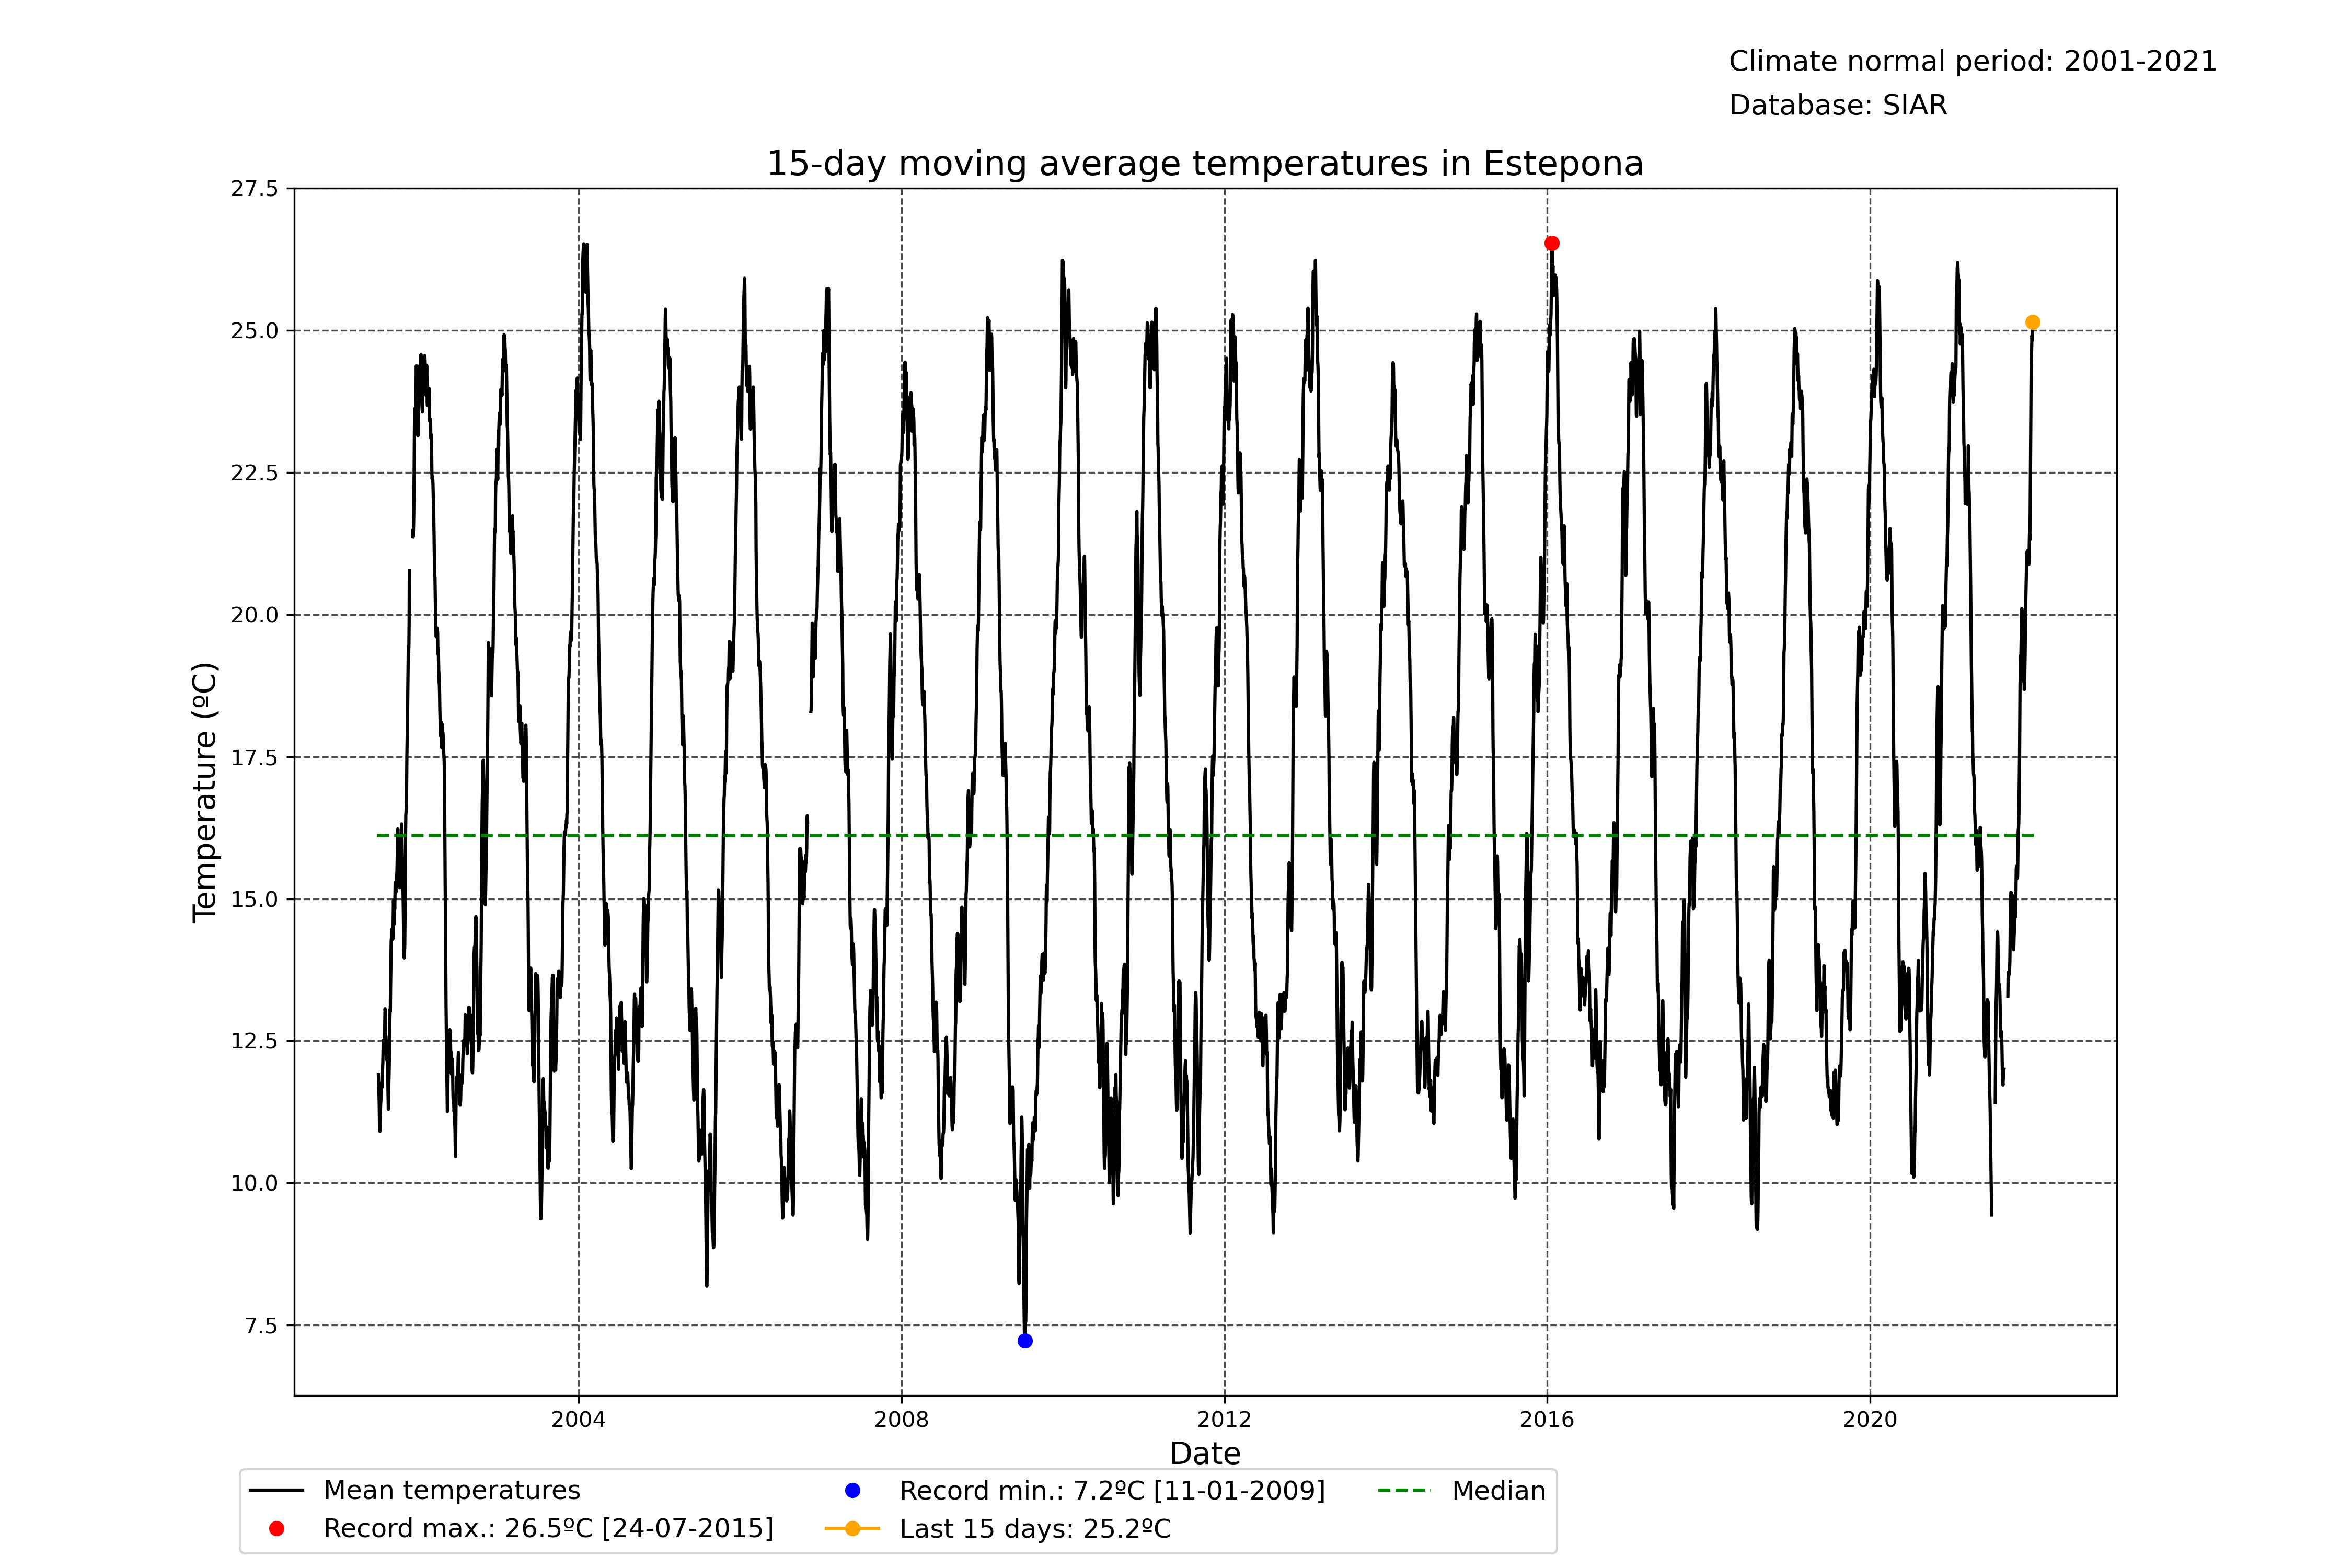 Climate normal period: 2001-2021
Database: SIAR
15-day moving average temperatures in Estepona
27.5
25.0
22.5
20.0
17.5
15.0
12.5
10.0
7.5
Temperature (ºC)
2004 2008 2012 2016 2020
Date
Mean temperatures
Record max.: 26.5ºC [24-07-2015]
Record min.: 7.2ºC [11-01-2009]
Last 15 days: 25.2ºC
Median